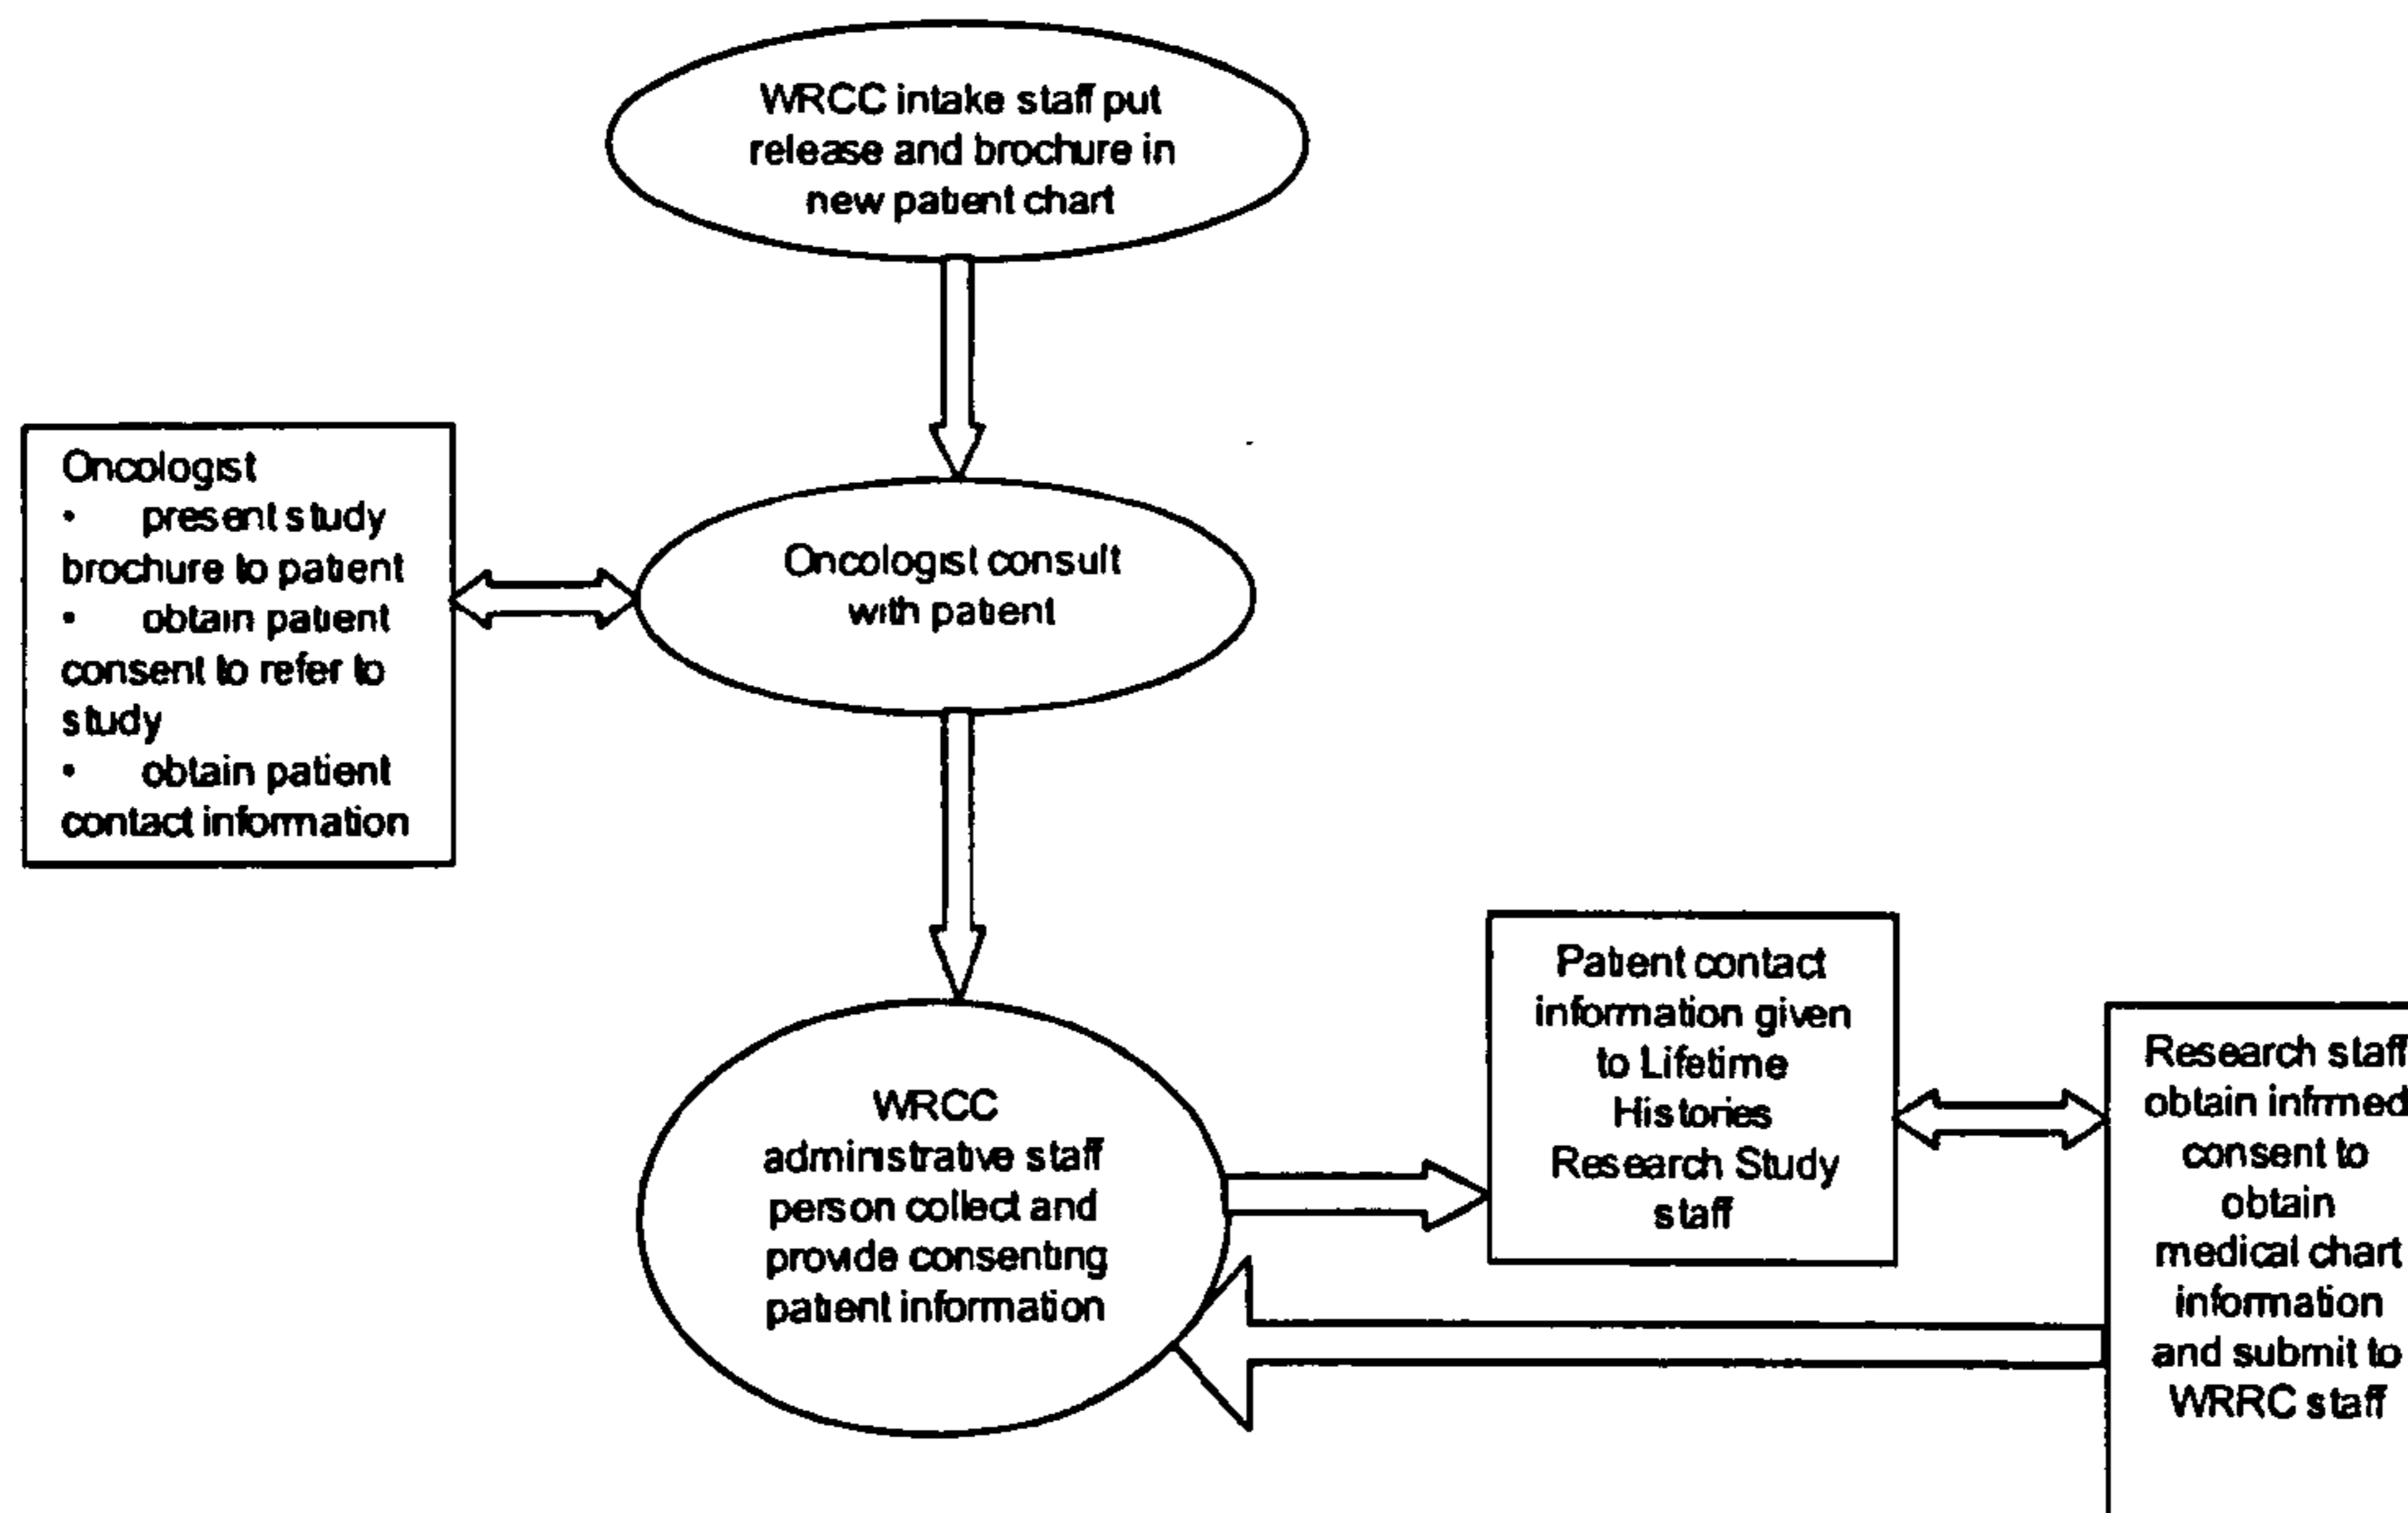 WRCC intake staff put
release and brochure in
new patient chart
Oncologist
• present study
brochure to patient
• obtain patient
consent to refer to
study
• obtain patient
contact information
Oncologist consult
with patient
WRCC
administrative staff
person collect and
provide consenting
patient information
Patient contact
information given
to Lifetime
Histories
Research Study
staff
Research staff
obtain infrmed
consent to
obtain
medical chart
information
and submit to
WRRC staff